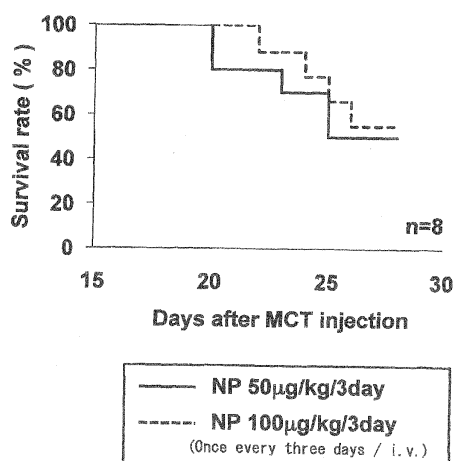 100
80
60
40
20
0
Survival rate ( % )
n=8
15 20 25 30
Days after MCT injection
NP 50μg/kg/3day
NP 100μg/kg/3day
(Once every three days / i.v.)